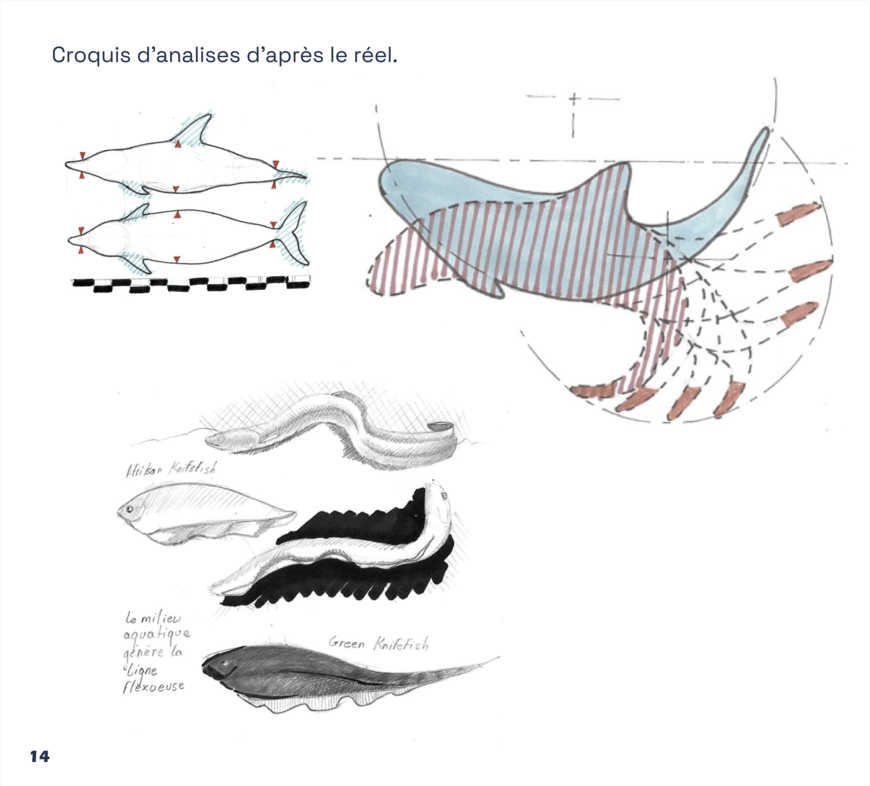 Croquis d'analises d'après le réel.
Afrikan Knifefish
Le milieu
aquatique
génère la
Ligne
flexueuse
Green Knifefish
14